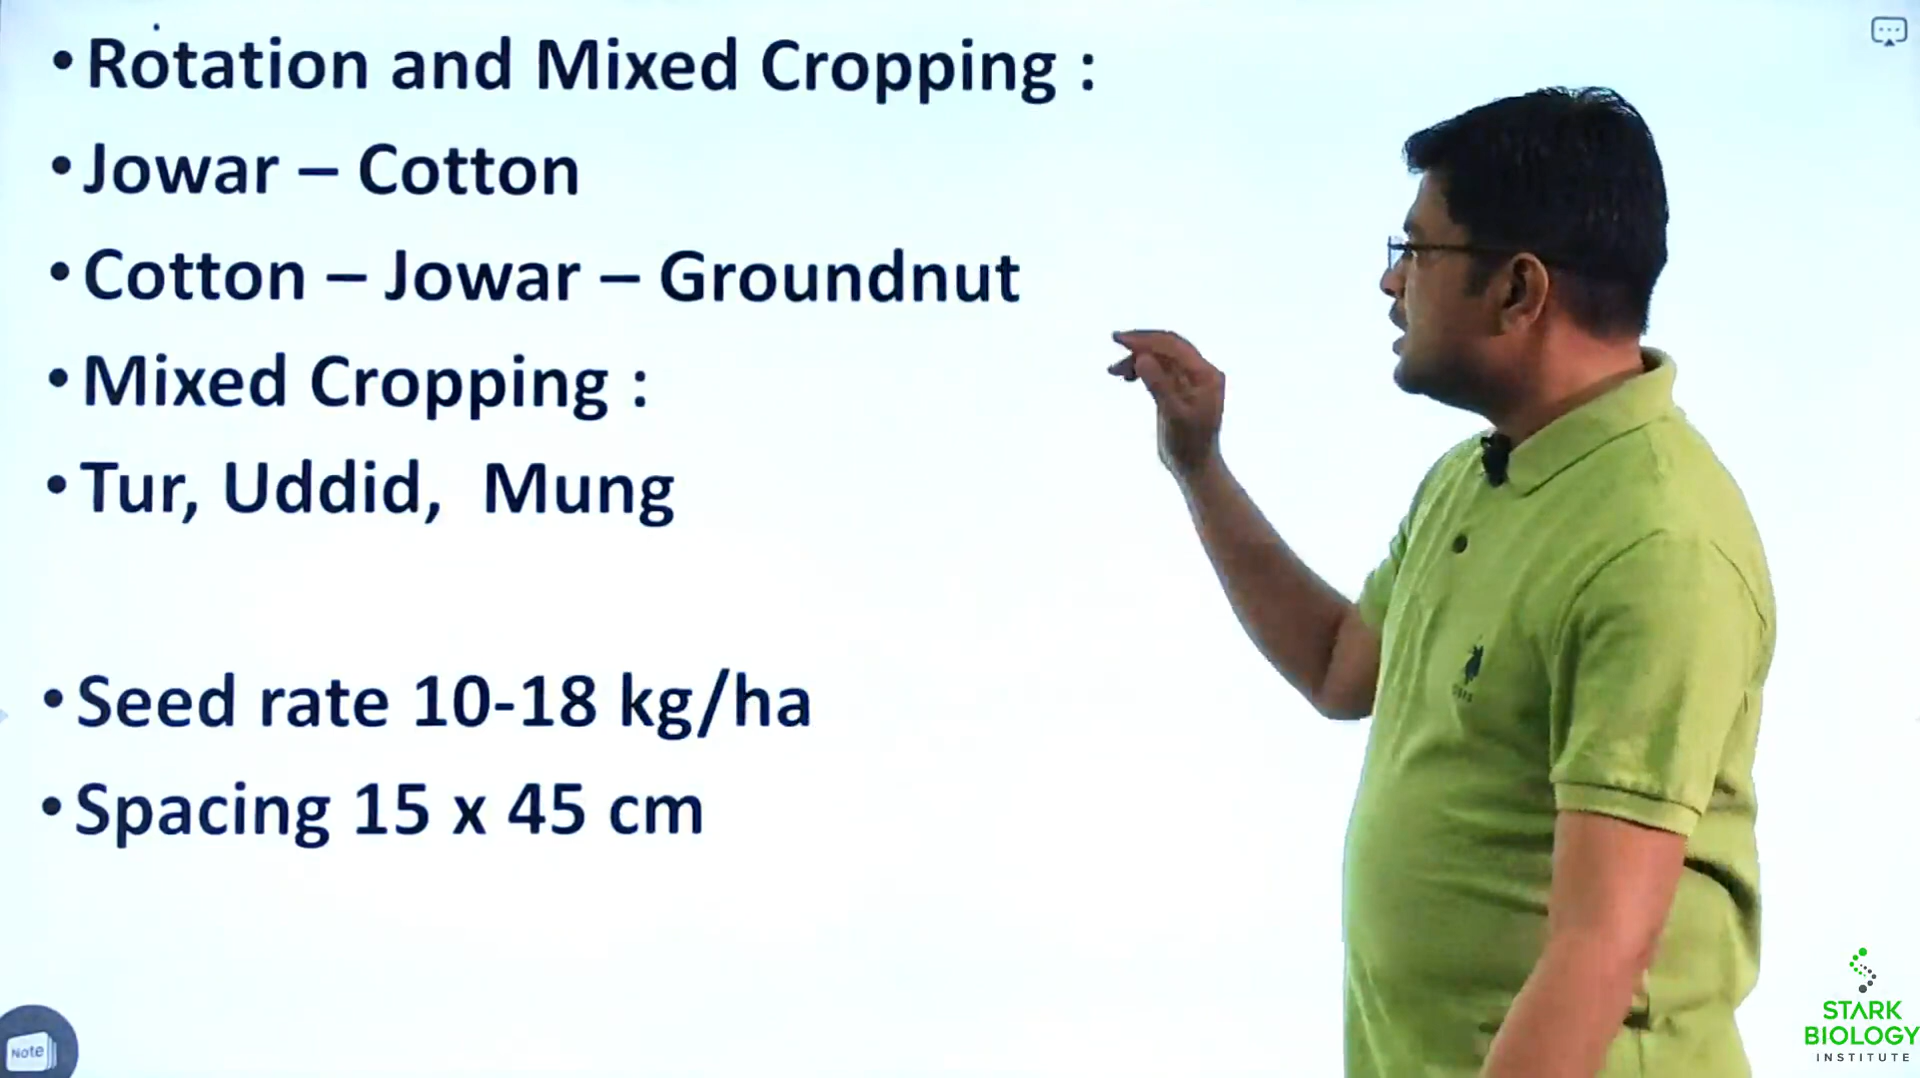 • Rotation and Mixed Cropping :
• Jowar – Cotton
• Cotton – Jowar – Groundnut
• Mixed Cropping :
• Tur, Uddid, Mung
• Seed rate 10-18 kg/ha
• Spacing 15 x 45 cm
Note
STARK
BIOLOGY
INSTITUTE